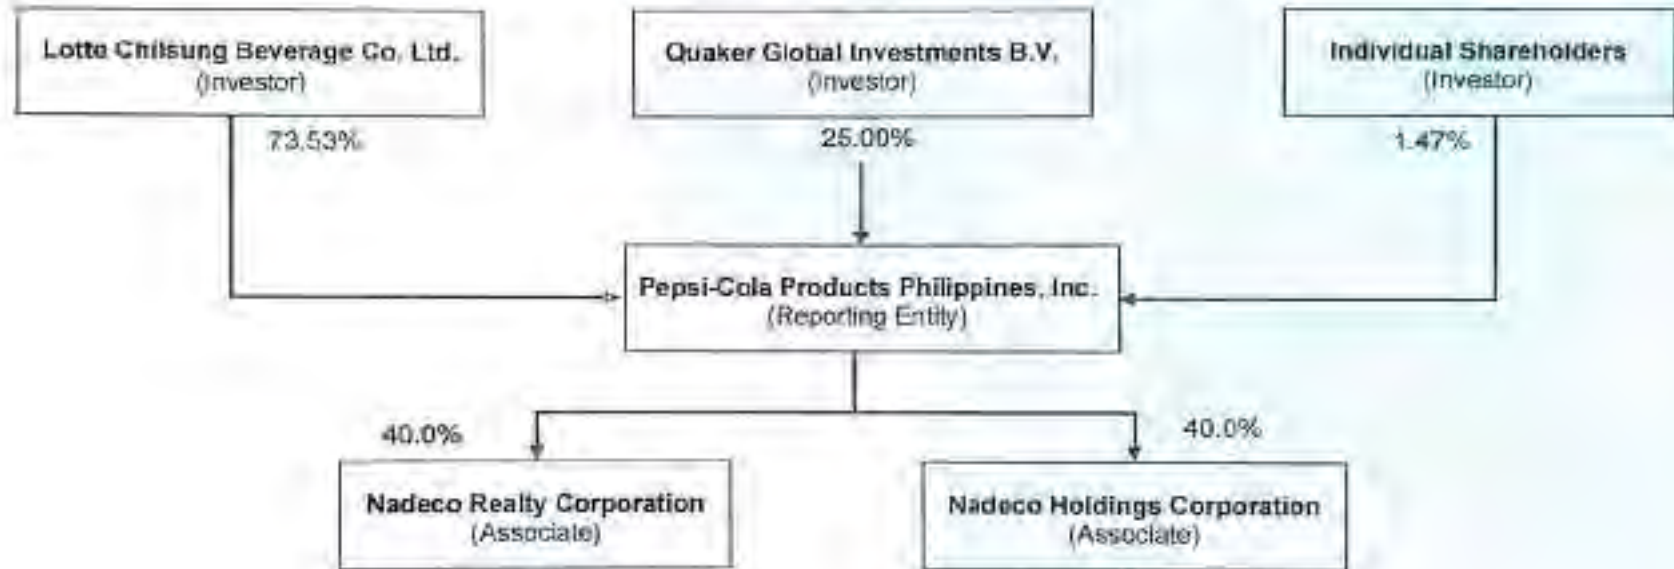 Lotte Chilsung Beverage Co. Ltd.
(Investor)
Quaker Global Investments B.V.
(Investor)
Individual Shareholders
(Investor)
73.53%
25.00%
1.47%
Pepsi-Cola Products Philippines, Inc.
(Reporting Entity)
40.0%
40.0%
Nadeco Realty Corporation
(Associate)
Nadeco Holdings Corporation
(Associate)